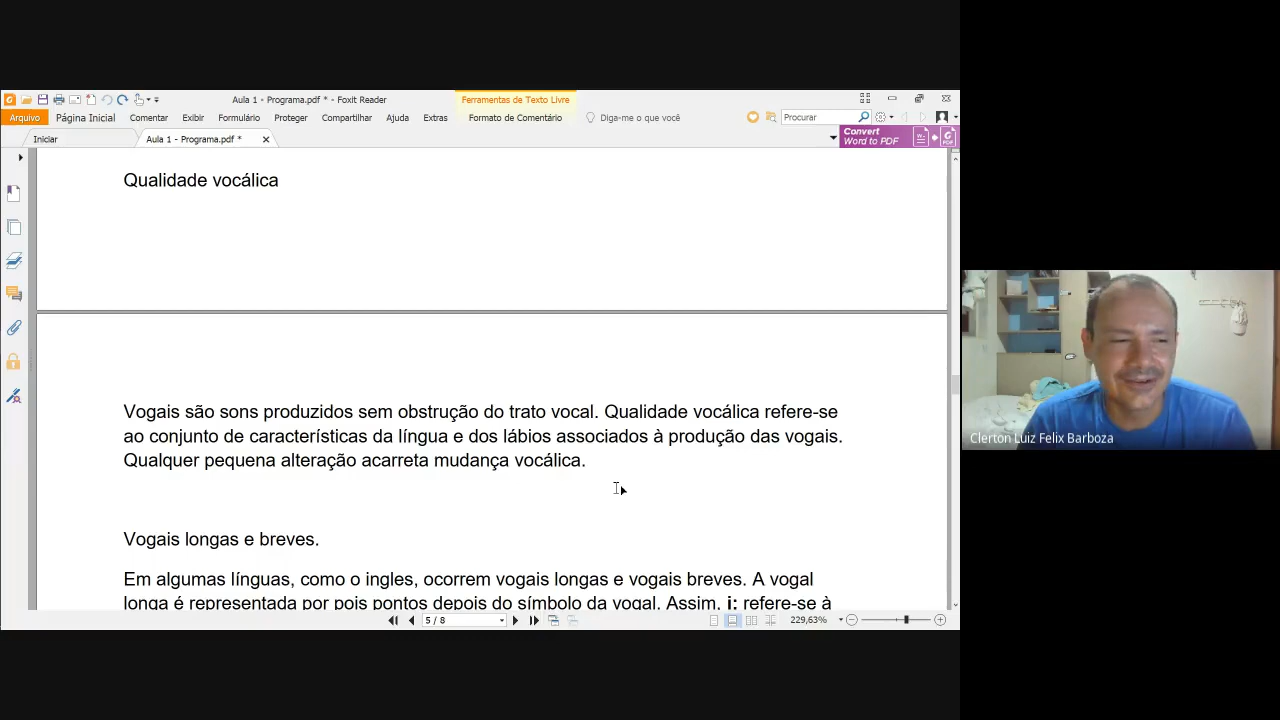 Aula 1 - Programa.pdf * - Foxit Reader
Ferramentas de Texto Livre
Arquivo Página Inicial Comentar Exibir Formulário Proteger Compartilhar Ajuda Extras Formato de Comentário Diga-me o que você Procurar
Iniciar Aula 1 - Programa.pdf *
Convert
Word to PDF
Qualidade vocálica
Vogais são sons produzidos sem obstrução do trato vocal. Qualidade vocálica refere-se
ao conjunto de características da língua e dos lábios associados à produção das vogais.
Qualquer pequena alteração acarreta mudança vocálica.
Vogais longas e breves.
Em algumas línguas, como o ingles, ocorrem vogais longas e vogais breves. A vogal
longa é representada por pois pontos depois do símbolo da vogal. Assim, i: refere-se à
5 / 8
229,63%
Clerton Luiz Felix Barboza